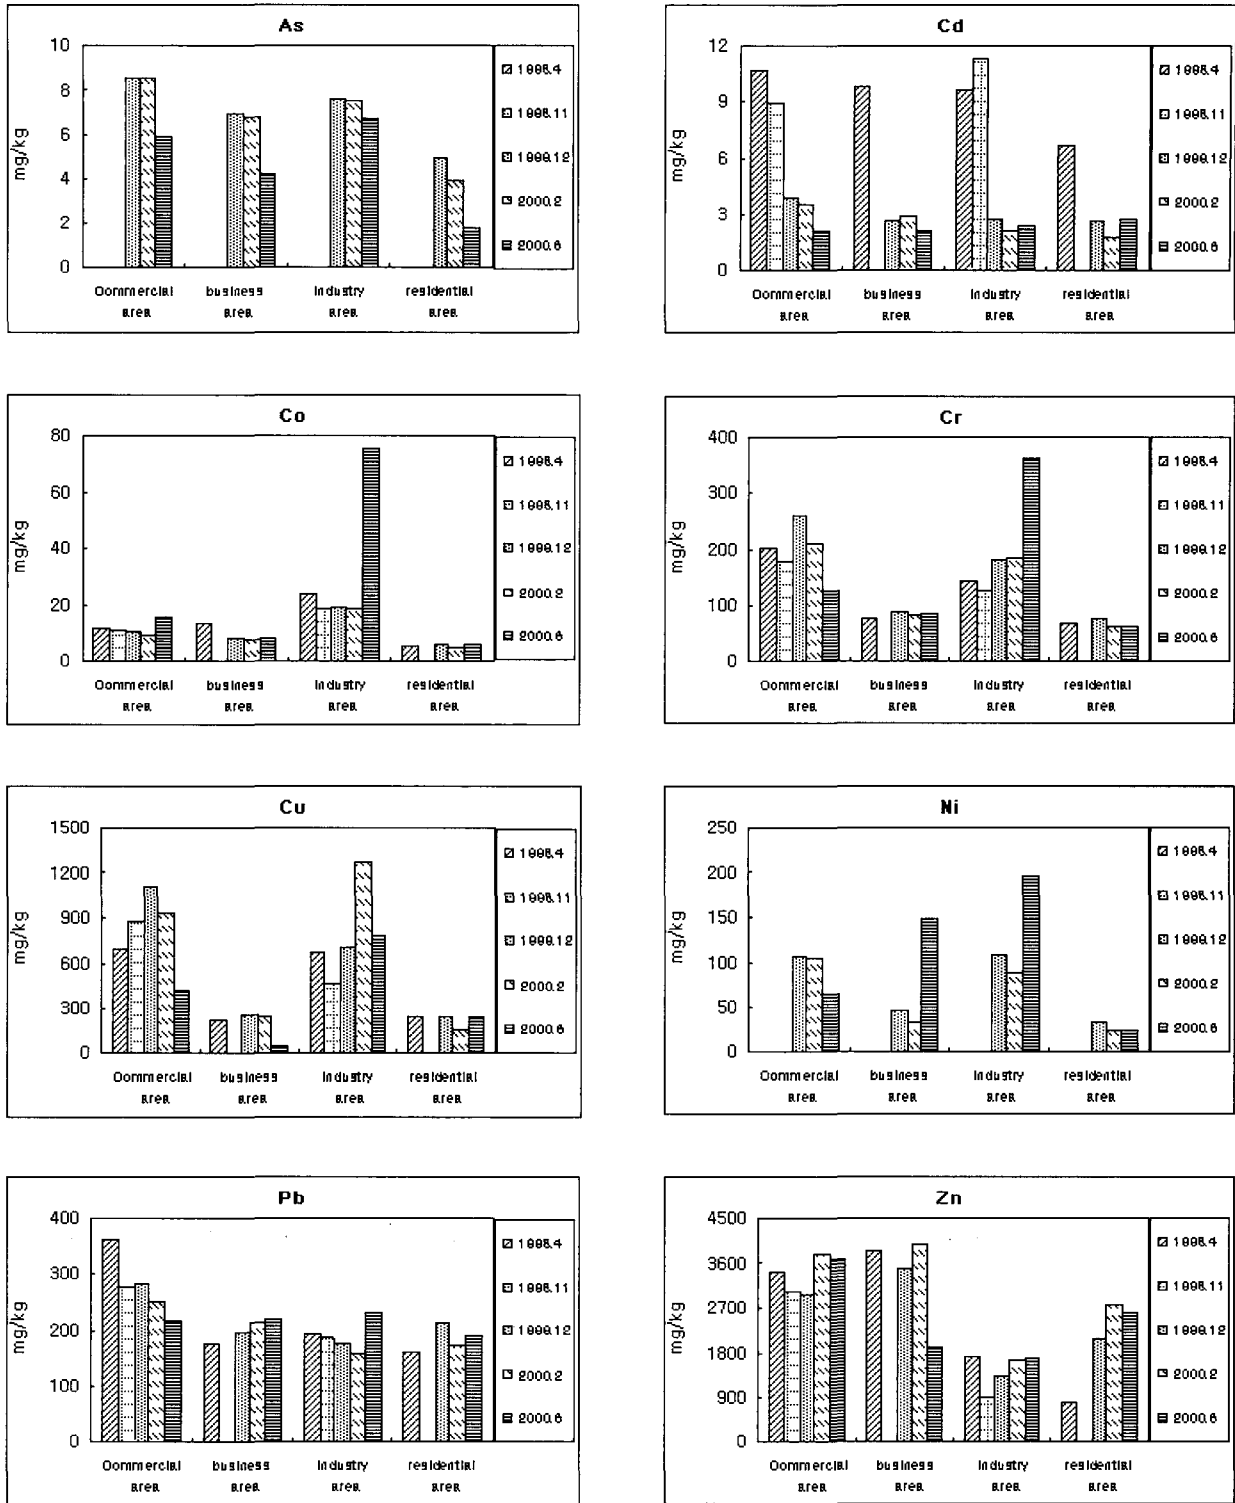 As
mg/kg
10
8
6
4
2
0
Oommercial area
business area
industry area
residential area
1998.4
1998.11
1999.12
2000.2
2000.6
Cd
mg/kg
12
9
6
3
0
Oommercial area
business area
industry area
residential area
1998.4
1998.11
1999.12
2000.2
2000.6
Co
mg/kg
80
60
40
20
0
Oommercial area
business area
industry area
residential area
1998.4
1998.11
1999.12
2000.2
2000.6
Cr
mg/kg
400
300
200
100
0
Oommercial area
business area
industry area
residential area
1998.4
1998.11
1999.12
2000.2
2000.6
Cu
mg/kg
1500
1200
900
600
300
0
Oommercial area
business area
industry area
residential area
1998.4
1998.11
1999.12
2000.2
2000.6
Ni
mg/kg
250
200
150
100
50
0
Oommercial area
business area
industry area
residential area
1998.4
1998.11
1999.12
2000.2
2000.6
Pb
mg/kg
400
300
200
100
0
Oommercial area
business area
industry area
residential area
1998.4
1998.11
1999.12
2000.2
2000.6
Zn
mg/kg
4500
3600
2700
1800
900
0
Oommercial area
business area
industry area
residential area
1998.4
1998.11
1999.12
2000.2
2000.6